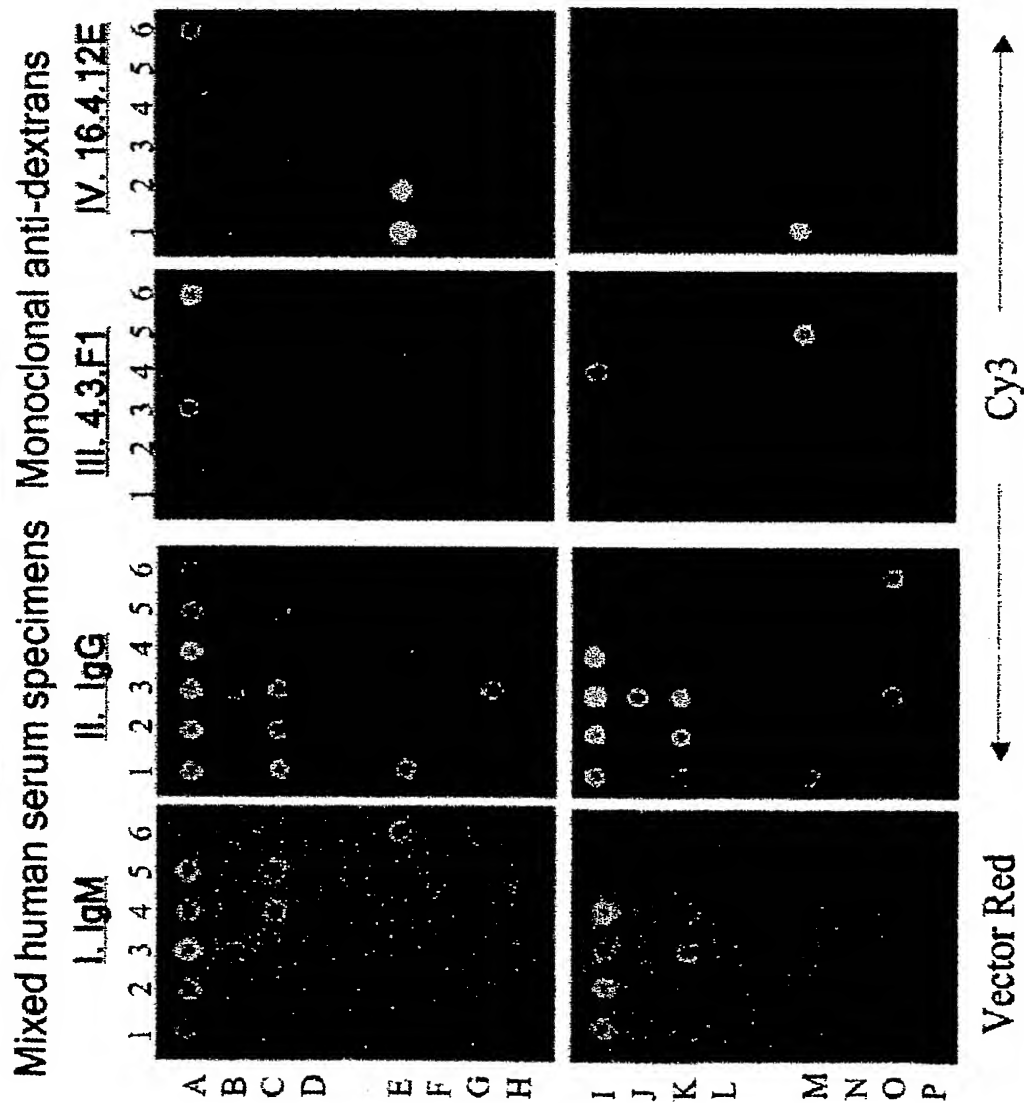 Mixed human serum specimens Monoclonal anti-dextrans
I. IgM II. IgG III. 4.3.F1 IV. 16.4.12E
1 2 3 4 5 6 1 2 3 4 5 6 1 2 3 4 5 6 1 2 3 4 5 6
A
B
C
D
E
F
G
H
I
J
K
L
M
N
O
P
Vector Red Cy3